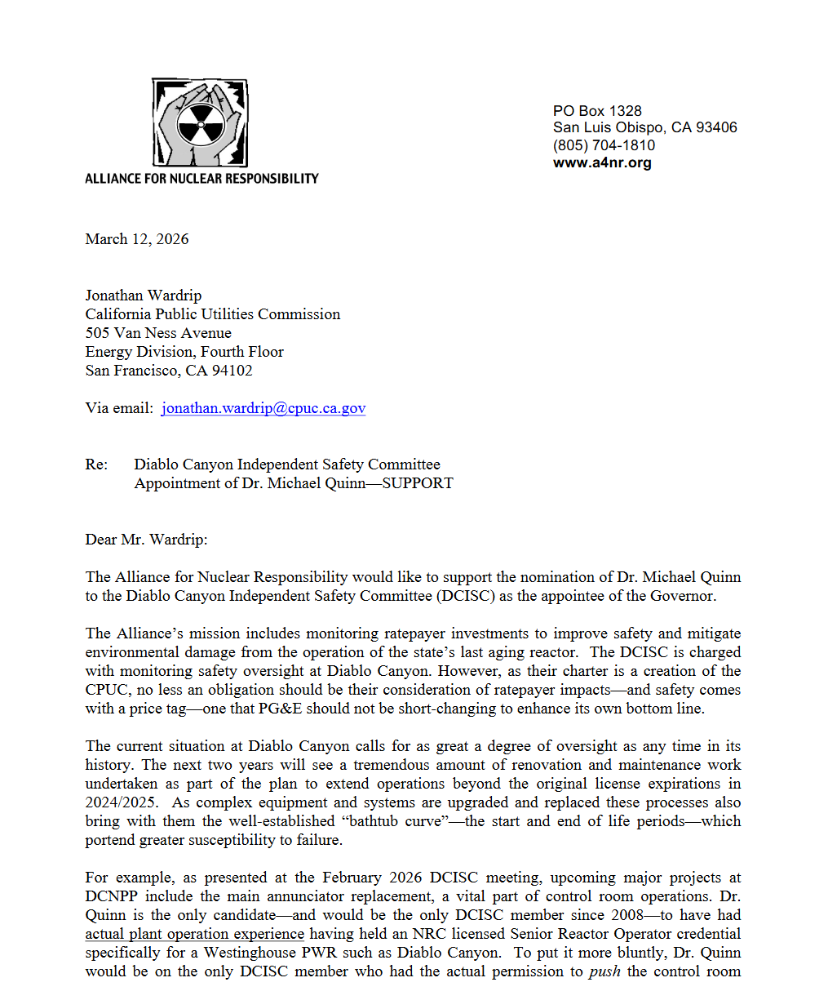 ALLIANCE FOR NUCLEAR RESPONSIBILITY
PO Box 1328
San Luis Obispo, CA 93406
(805) 704-1810
www.a4nr.org
March 12, 2026
Jonathan Wardrip
California Public Utilities Commission
505 Van Ness Avenue
Energy Division, Fourth Floor
San Francisco, CA 94102
Via email:  jonathan.wardrip@cpuc.ca.gov
Re: Diablo Canyon Independent Safety Committee
Appointment of Dr. Michael Quinn—SUPPORT
Dear Mr. Wardrip:
The Alliance for Nuclear Responsibility would like to support the nomination of Dr. Michael Quinn
to the Diablo Canyon Independent Safety Committee (DCISC) as the appointee of the Governor.
The Alliance’s mission includes monitoring ratepayer investments to improve safety and mitigate
environmental damage from the operation of the state’s last aging reactor.  The DCISC is charged
with monitoring safety oversight at Diablo Canyon. However, as their charter is a creation of the
CPUC, no less an obligation should be their consideration of ratepayer impacts—and safety comes
with a price tag—one that PG&E should not be short-changing to enhance its own bottom line.
The current situation at Diablo Canyon calls for as great a degree of oversight as any time in its
history. The next two years will see a tremendous amount of renovation and maintenance work
undertaken as part of the plan to extend operations beyond the original license expirations in
2024/2025.  As complex equipment and systems are upgraded and replaced these processes also
bring with them the well-established “bathtub curve”—the start and end of life periods—which
portend greater susceptibility to failure.
For example, as presented at the February 2026 DCISC meeting, upcoming major projects at
DCNPP include the main annunciator replacement, a vital part of control room operations. Dr.
Quinn is the only candidate—and would be the only DCISC member since 2008—to have had
actual plant operation experience having held an NRC licensed Senior Reactor Operator credential
specifically for a Westinghouse PWR such as Diablo Canyon.  To put it more bluntly, Dr. Quinn
would be on the only DCISC member who had the actual permission to push the control room